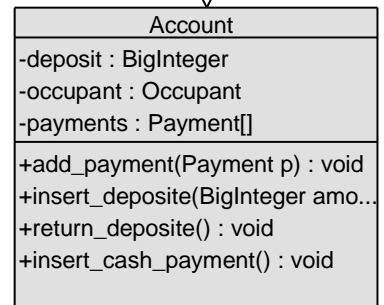 Account
-deposit : BigInteger
-occupant : Occupant
-payments : Payment[]
+add_payment(Payment p) : void
+insert_deposite(BigInteger amo...
+return_deposite() : void
+insert_cash_payment() : void